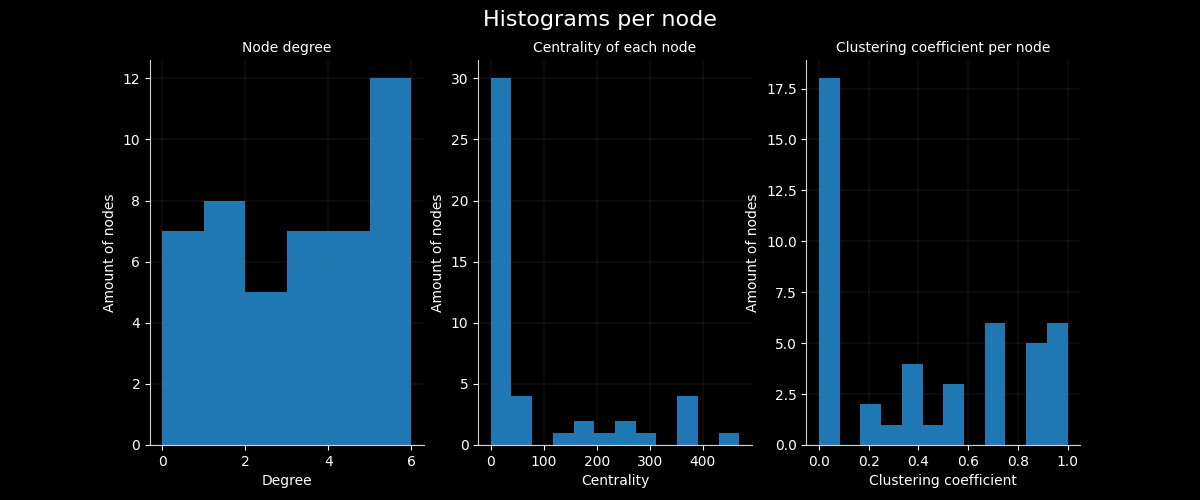 Histograms per node
Node degree
Amount of nodes
12
10
8
6
4
2
0
0 2 4 6
Degree
Centrality of each node
Amount of nodes
30
25
20
15
10
5
0
0 100 200 300 400
Centrality
Clustering coefficient per node
Amount of nodes
17.5
15.0
12.5
10.0
7.5
5.0
2.5
0.0
0.0 0.2 0.4 0.6 0.8 1.0
Clustering coefficient